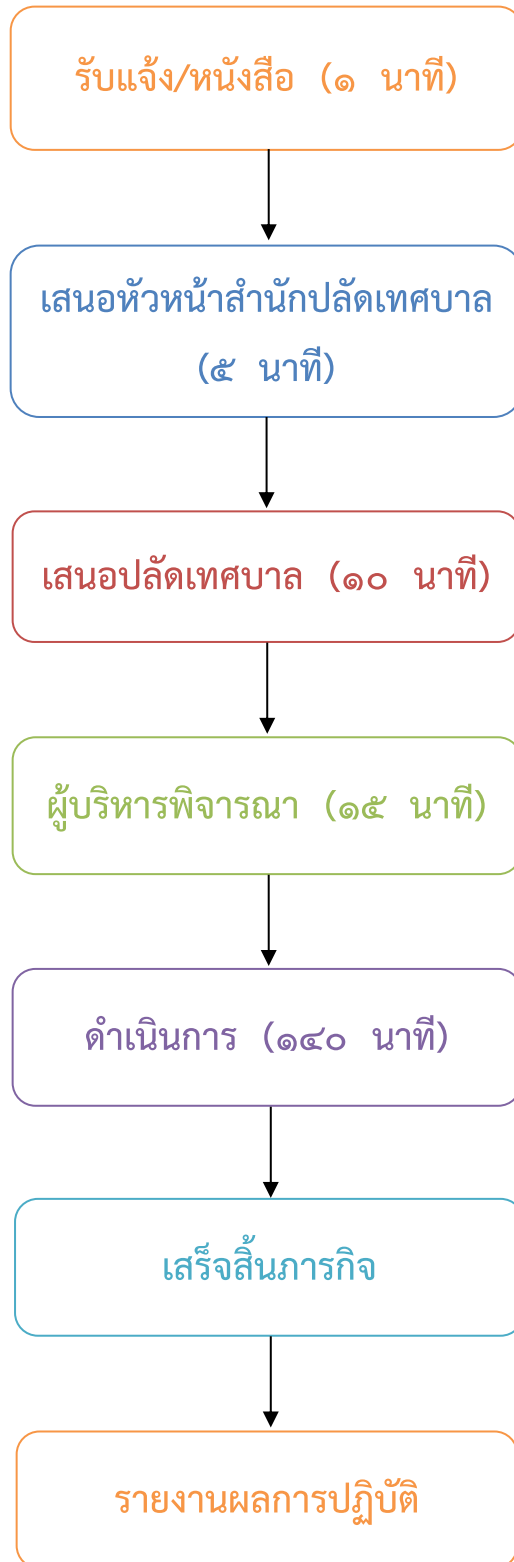 รับแจ้ง/หนังสือ (๑ นาที)
เสนอหัวหน้าสำนักปลัดเทศบาล
(๕ นาที)
เสนอปลัดเทศบาล (๑๐ นาที)
ผู้บริหารพิจารณา (๑๕ นาที)
ดำเนินการ (๑๔๐ นาที)
เสร็จสิ้นภารกิจ
รายงานผลการปฏิบัติ